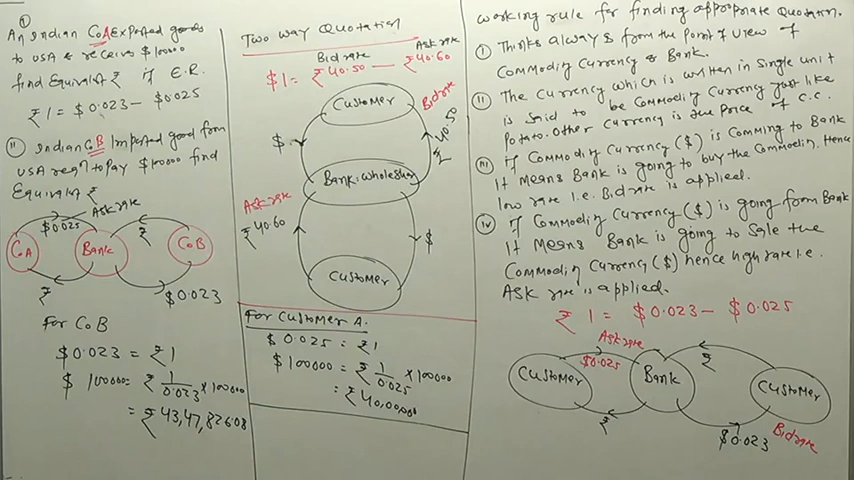 ①
An Indian CoA Exported goods
to USA & receives $100000
find Equivalent ₹ if E.R.
₹ 1 = $0.023 – $0.025
⑪ Indian CoB Imported good from
USA reqd to pay $100000 find
Equivalent ₹
Ask rate
$0.025
₹
CoA
Bank
CoB
₹
$0.023
For CoB
$0.023 = ₹1
$ 100000 = ₹ 1/0.023 × 100000
= ₹ 43,47,826.08
Two way Quotation
Bid rate
Ask rate
$1 = ₹ 40.50 — ₹40.60
Customer
Bid rate
₹ 40.50
$
Bank: wholesaler
Ask rate
₹40.60
$
Customer
For Customer A.
$ 0.025 = ₹1
$ 100000 = ₹ 1/0.025 × 100000
= ₹ 40,00,000
working rule for finding appropriate Quotation.
① Thinks always from the Point of View of
Commodity Currency & Bank.
⑪ The Currency which is written in single unit
is said to be Commodity Currency just like
Potato. Other Currency is the Price of C.C.
⑪⑪ If Commodity Currency ($) is Comming to Bank
It means Bank is going to buy the Commodity. Hence
low rate i.e. Bid rate is applied.
ⅳ If Commodity Currency ($) is going from Bank
It Means Bank is going to Sale the
Commodity Currency ($) hence high rate i.e.
ASK rate is applied.
₹ 1 = $0.023 – $0.025
Ask rate
$0.025
₹
Customer
Bank
Customer
₹
$0.023
Bid rate